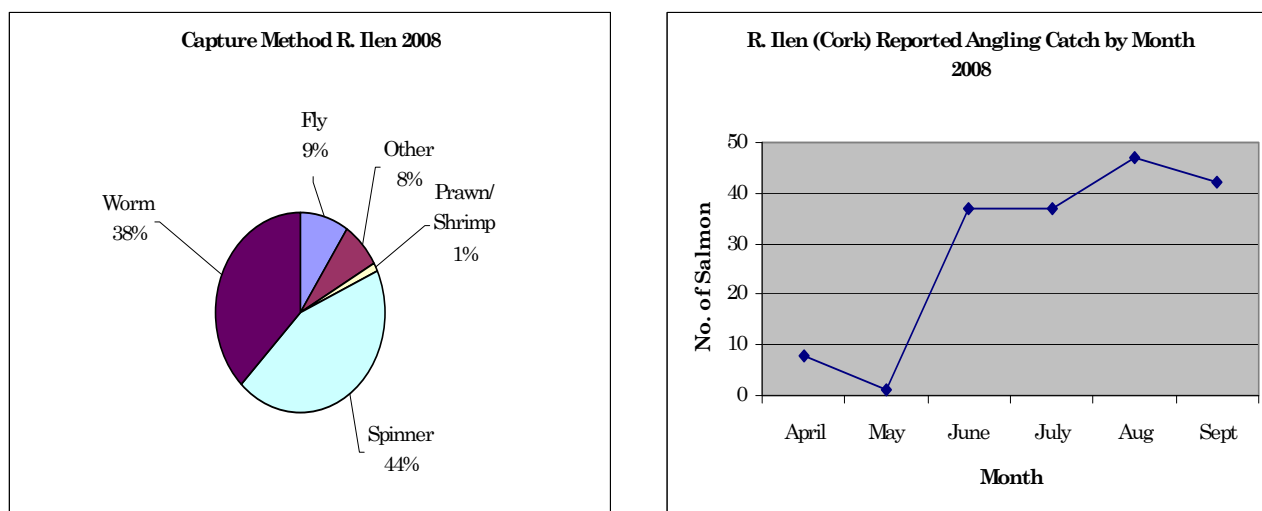 Capture Method R. Ilen 2008
Fly
9%
Other
8%
Prawn/
Shrimp
1%
Worm
38%
Spinner
44%
R. Ilen (Cork) Reported Angling Catch by Month
2008
No. of Salmon
50
40
30
20
10
0
April May June July Aug Sept
Month